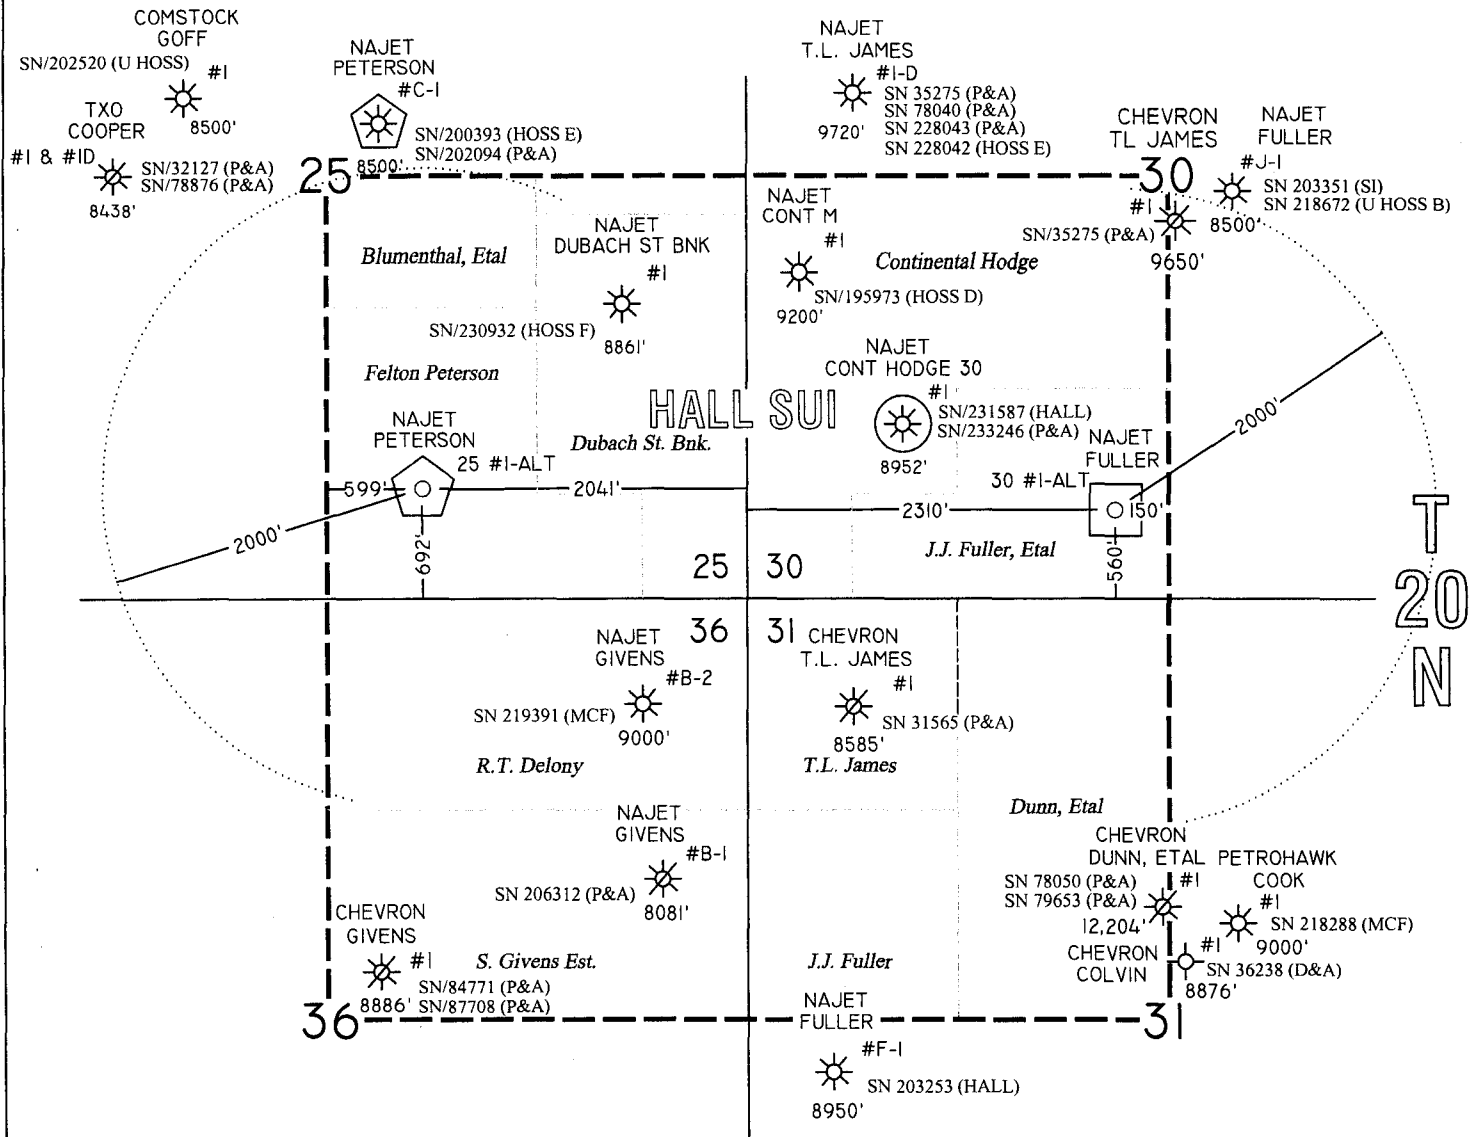 COMSTOCK
GOFF
SN/202520 (U HOSS)
#1
8500'
TXO
COOPER
#1 & #1D
SN/32127 (P&A)
SN/78876 (P&A)
8438'
NAJET
PETERSON
#C-1
SN/200393 (HOSS E)
SN/202094 (P&A)
8500'
NAJET
T.L. JAMES
#1-D
SN 35275 (P&A)
SN 78040 (P&A)
SN 228043 (P&A)
SN 228042 (HOSS E)
9720'
CHEVRON
TL JAMES
#1
SN/35275 (P&A)
9650'
NAJET
FULLER
#J-1
SN 203351 (SI)
SN 218672 (U HOSS B)
8500'
25
30
Blumenthal, Etal
NAJET
DUBACH ST BNK
#1
SN/230932 (HOSS F)
8861'
NAJET
CONT M
#1
SN/195973 (HOSS D)
9200'
Continental Hodge
Felton Peterson
NAJET
CONT HODGE 30
#1
SN/231587 (HALL)
SN/233246 (P&A)
8952'
HALL SUI
NAJET
PETERSON
25 #1-ALT
Dubach St. Bnk.
NAJET
FULLER
30 #1-ALT
599'
2041'
2310'
150'
2000'
2000'
692'
560'
J.J. Fuller, Etal
25
30
36
31
T
20
N
NAJET
GIVENS
#B-2
SN 219391 (MCF)
9000'
CHEVRON
T.L. JAMES
#1
SN 31565 (P&A)
8585'
R.T. Delony
T.L. James
Dunn, Etal
NAJET
GIVENS
#B-1
SN 206312 (P&A)
8081'
CHEVRON
DUNN, ETAL
#1
SN 78050 (P&A)
SN 79653 (P&A)
12,204'
PETROHAWK
COOK
#1
SN 218288 (MCF)
9000'
CHEVRON
GIVENS
#1
SN/84771 (P&A)
SN/87708 (P&A)
8886'
S. Givens Est.
J.J. Fuller
CHEVRON
COLVIN
#1
SN 36238 (D&A)
8876'
36
31
NAJET
FULLER
#F-1
SN 203253 (HALL)
8950'